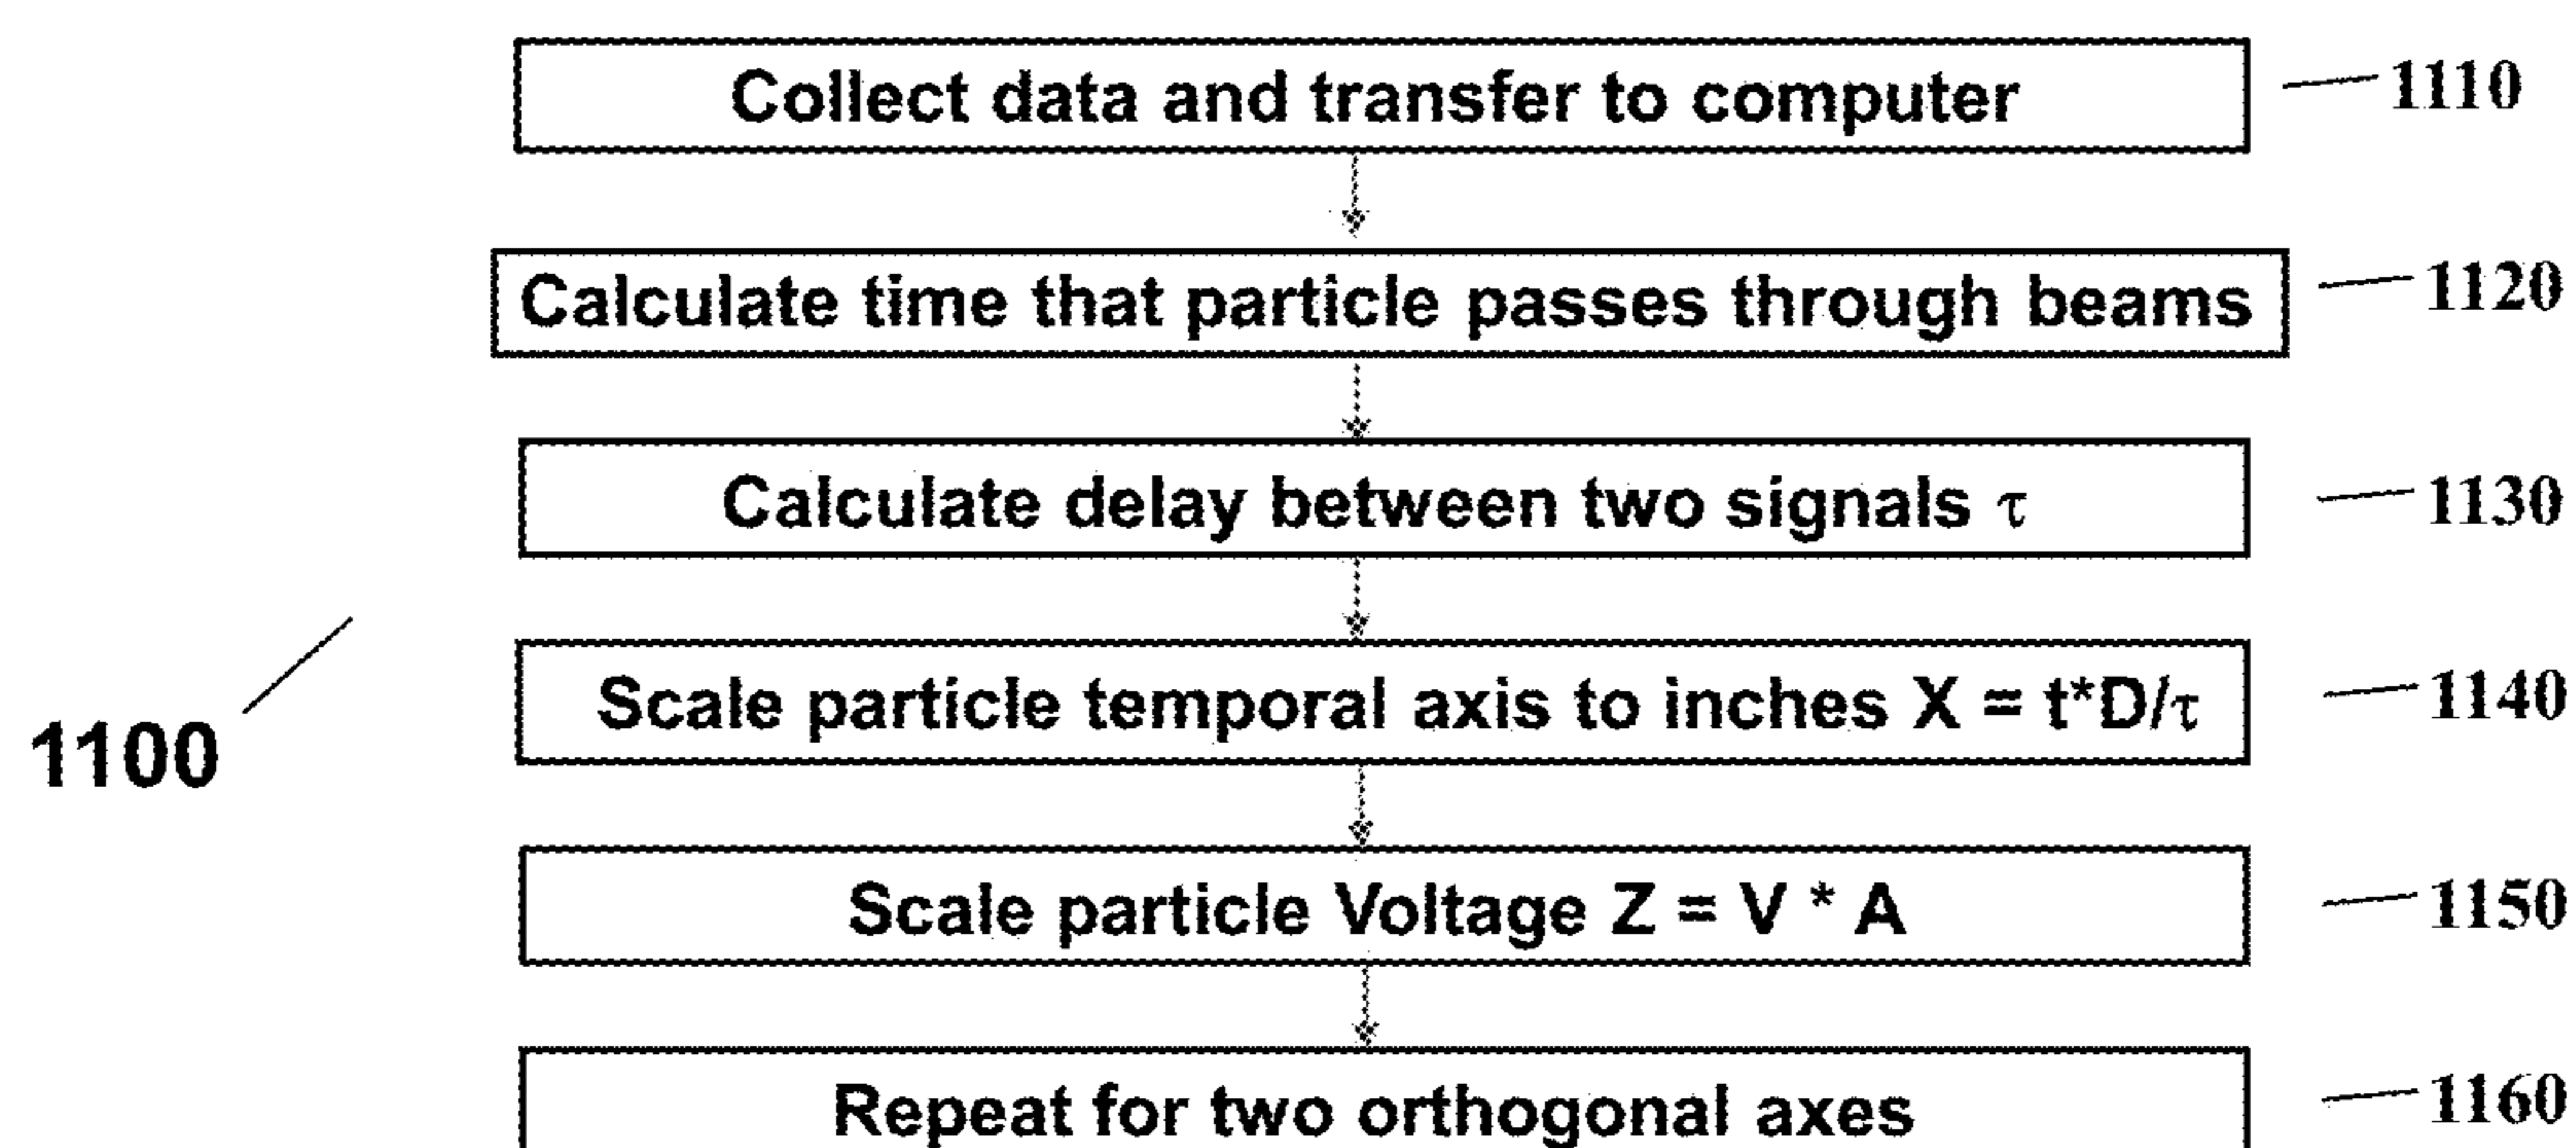 Collect data and transfer to computer 1110
Calculate time that particle passes through beams 1120
Calculate delay between two signals τ 1130
Scale particle temporal axis to inches X = t*D/τ 1140
1100
Scale particle Voltage Z = V * A 1150
Repeat for two orthogonal axes 1160